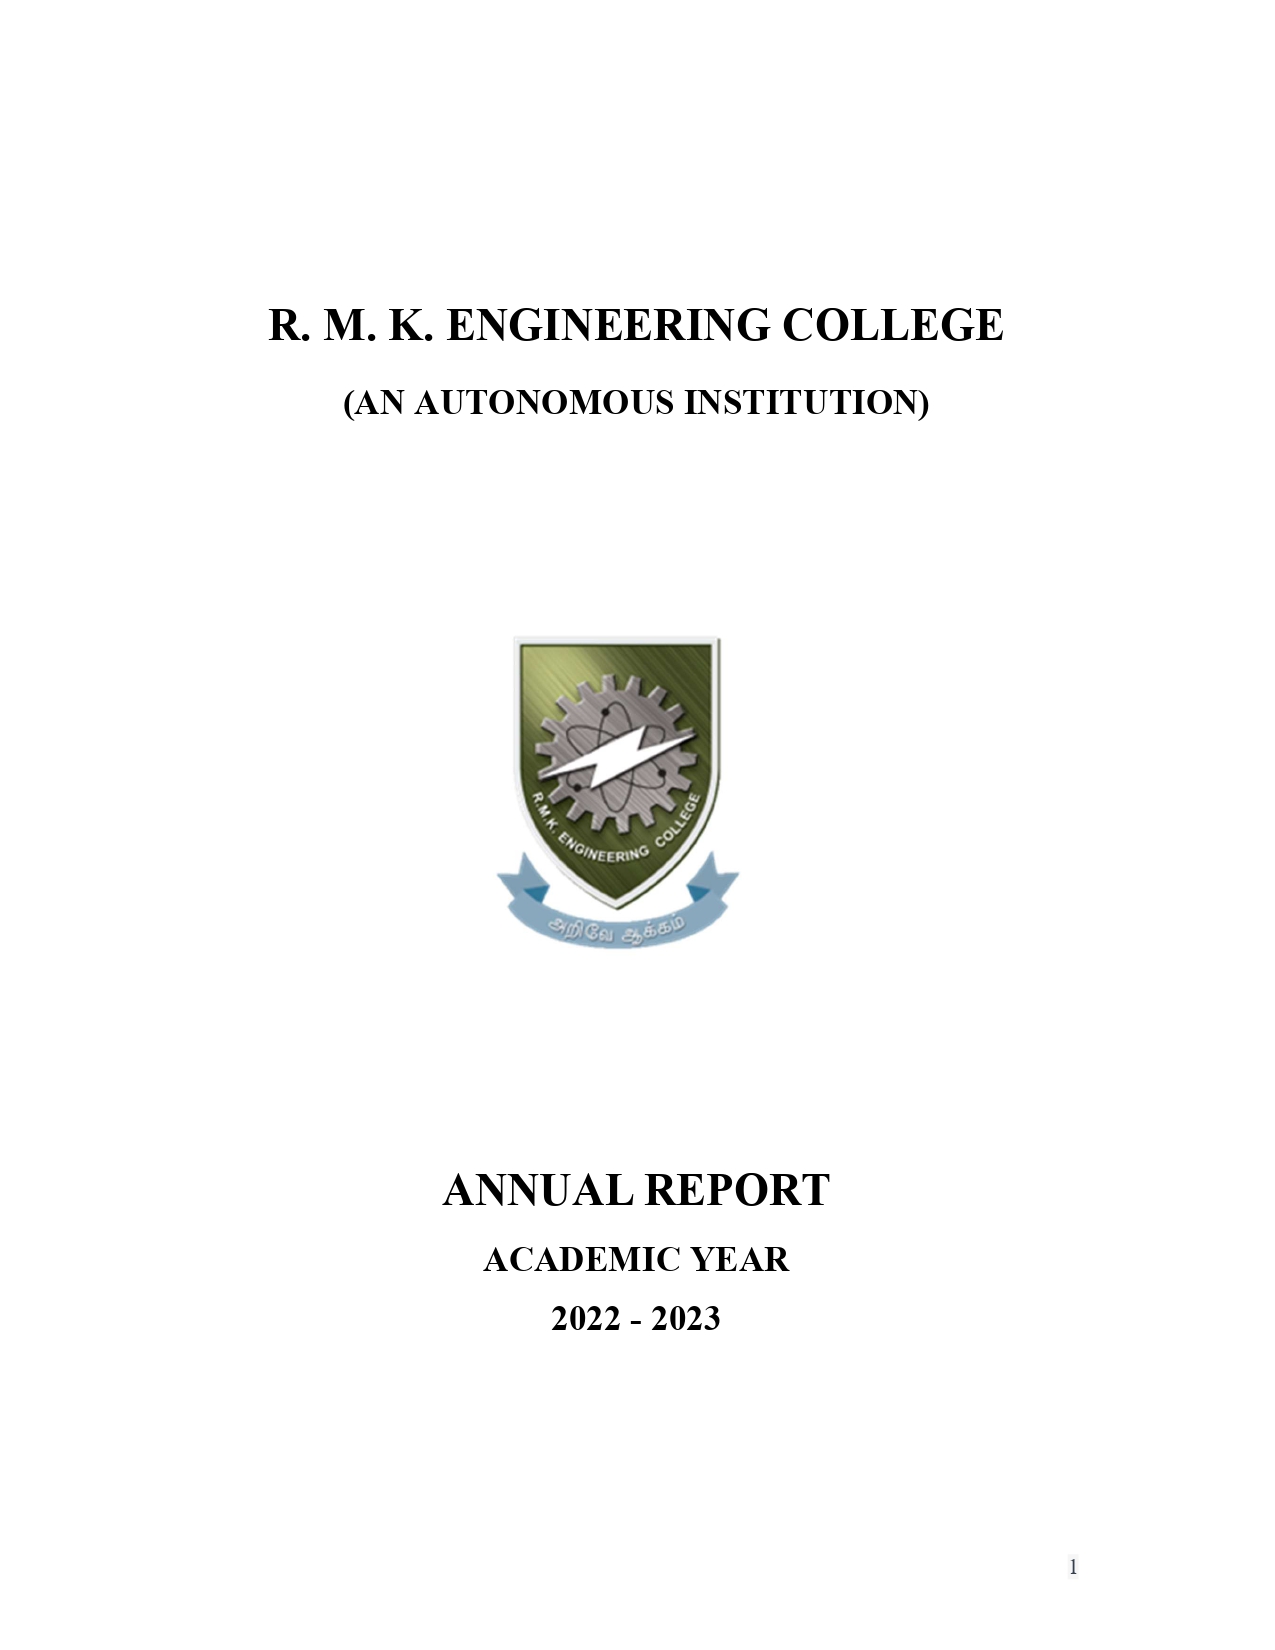 R. M. K. ENGINEERING COLLEGE
(AN AUTONOMOUS INSTITUTION)
R.M.K. ENGINEERING COLLEGE
அறிவே ஆக்கம்
ANNUAL REPORT
ACADEMIC YEAR
2022 - 2023
1